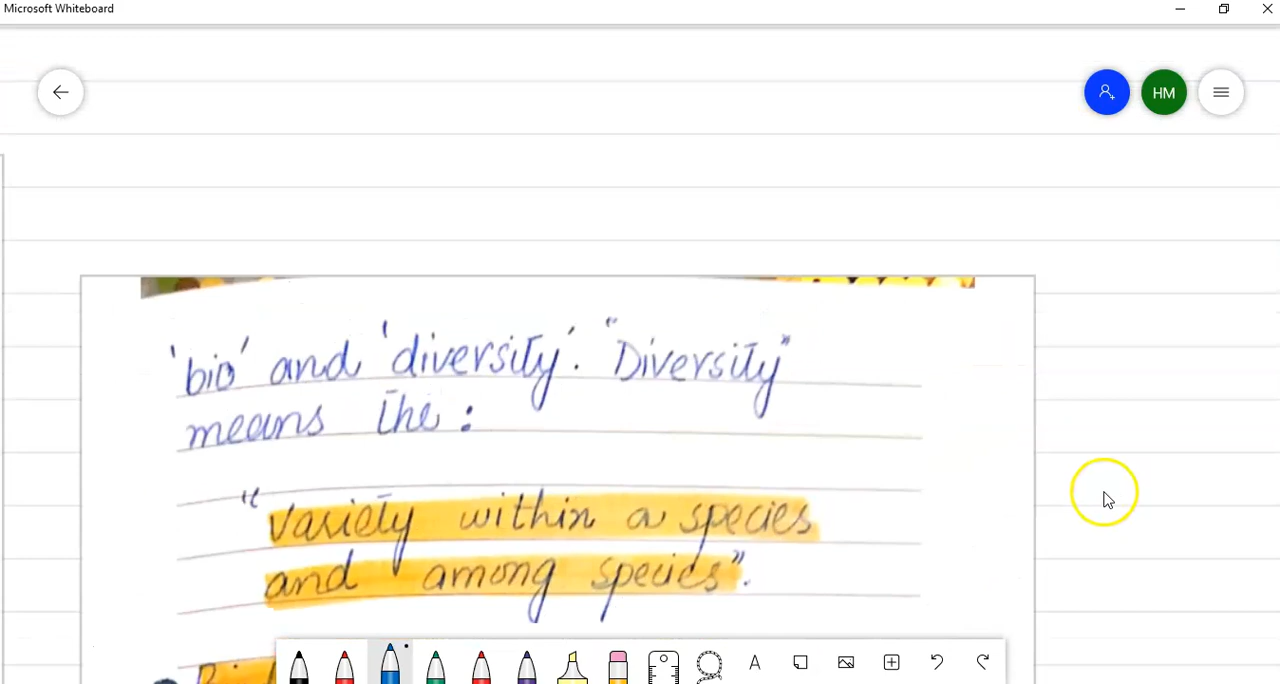 Microsoft Whiteboard
HM
'bio' and 'diversity'. "Diversity"
means the:
"Variety within a species
and among species".
A